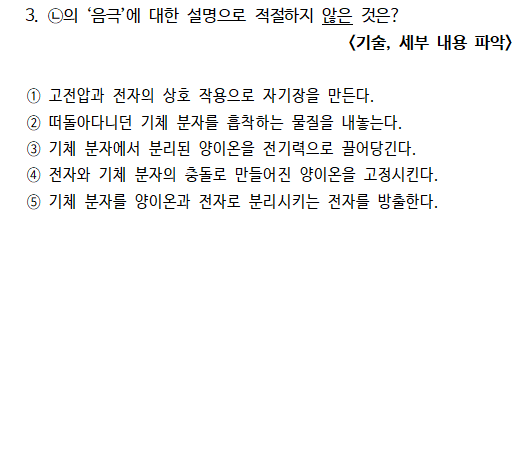 3. ㉡의 ‘음극’에 대한 설명으로 적절하지 않은 것은?
<기술, 세부 내용 파악>
① 고전압과 전자의 상호 작용으로 자기장을 만든다.
② 떠돌아다니던 기체 분자를 흡착하는 물질을 내놓는다.
③ 기체 분자에서 분리된 양이온을 전기력으로 끌어당긴다.
④ 전자와 기체 분자의 충돌로 만들어진 양이온을 고정시킨다.
⑤ 기체 분자를 양이온과 전자로 분리시키는 전자를 방출한다.